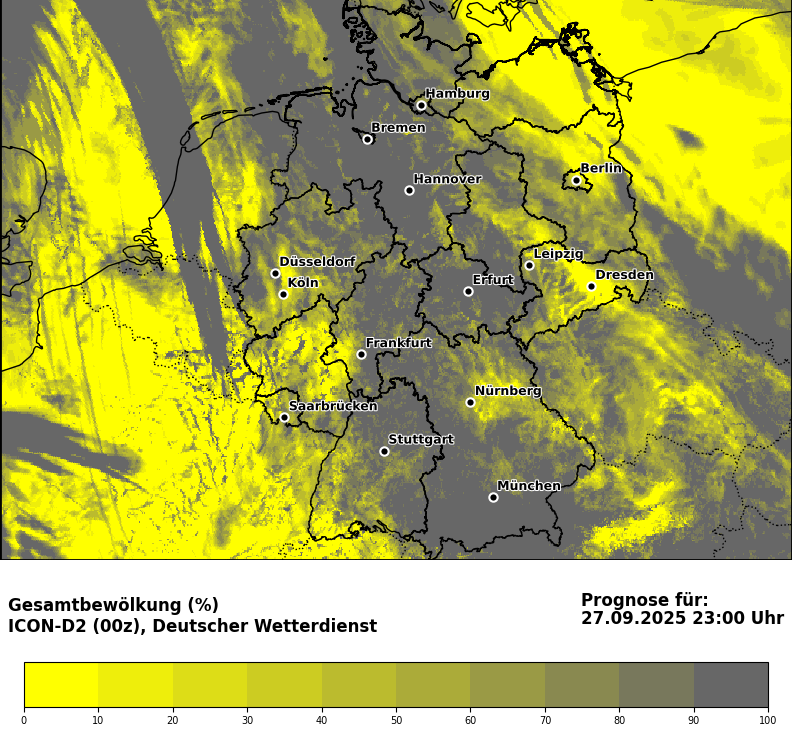 Hamburg
Bremen
Berlin
Hannover
Leipzig
Düsseldorf
Dresden
Köln
Erfurt
Frankfurt
Nürnberg
Saarbrücken
Stuttgart
München
Gesamtbewölkung (%)
ICON-D2 (00z), Deutscher Wetterdienst
Prognose für:
27.09.2025 23:00 Uhr
0 10 20 30 40 50 60 70 80 90 100